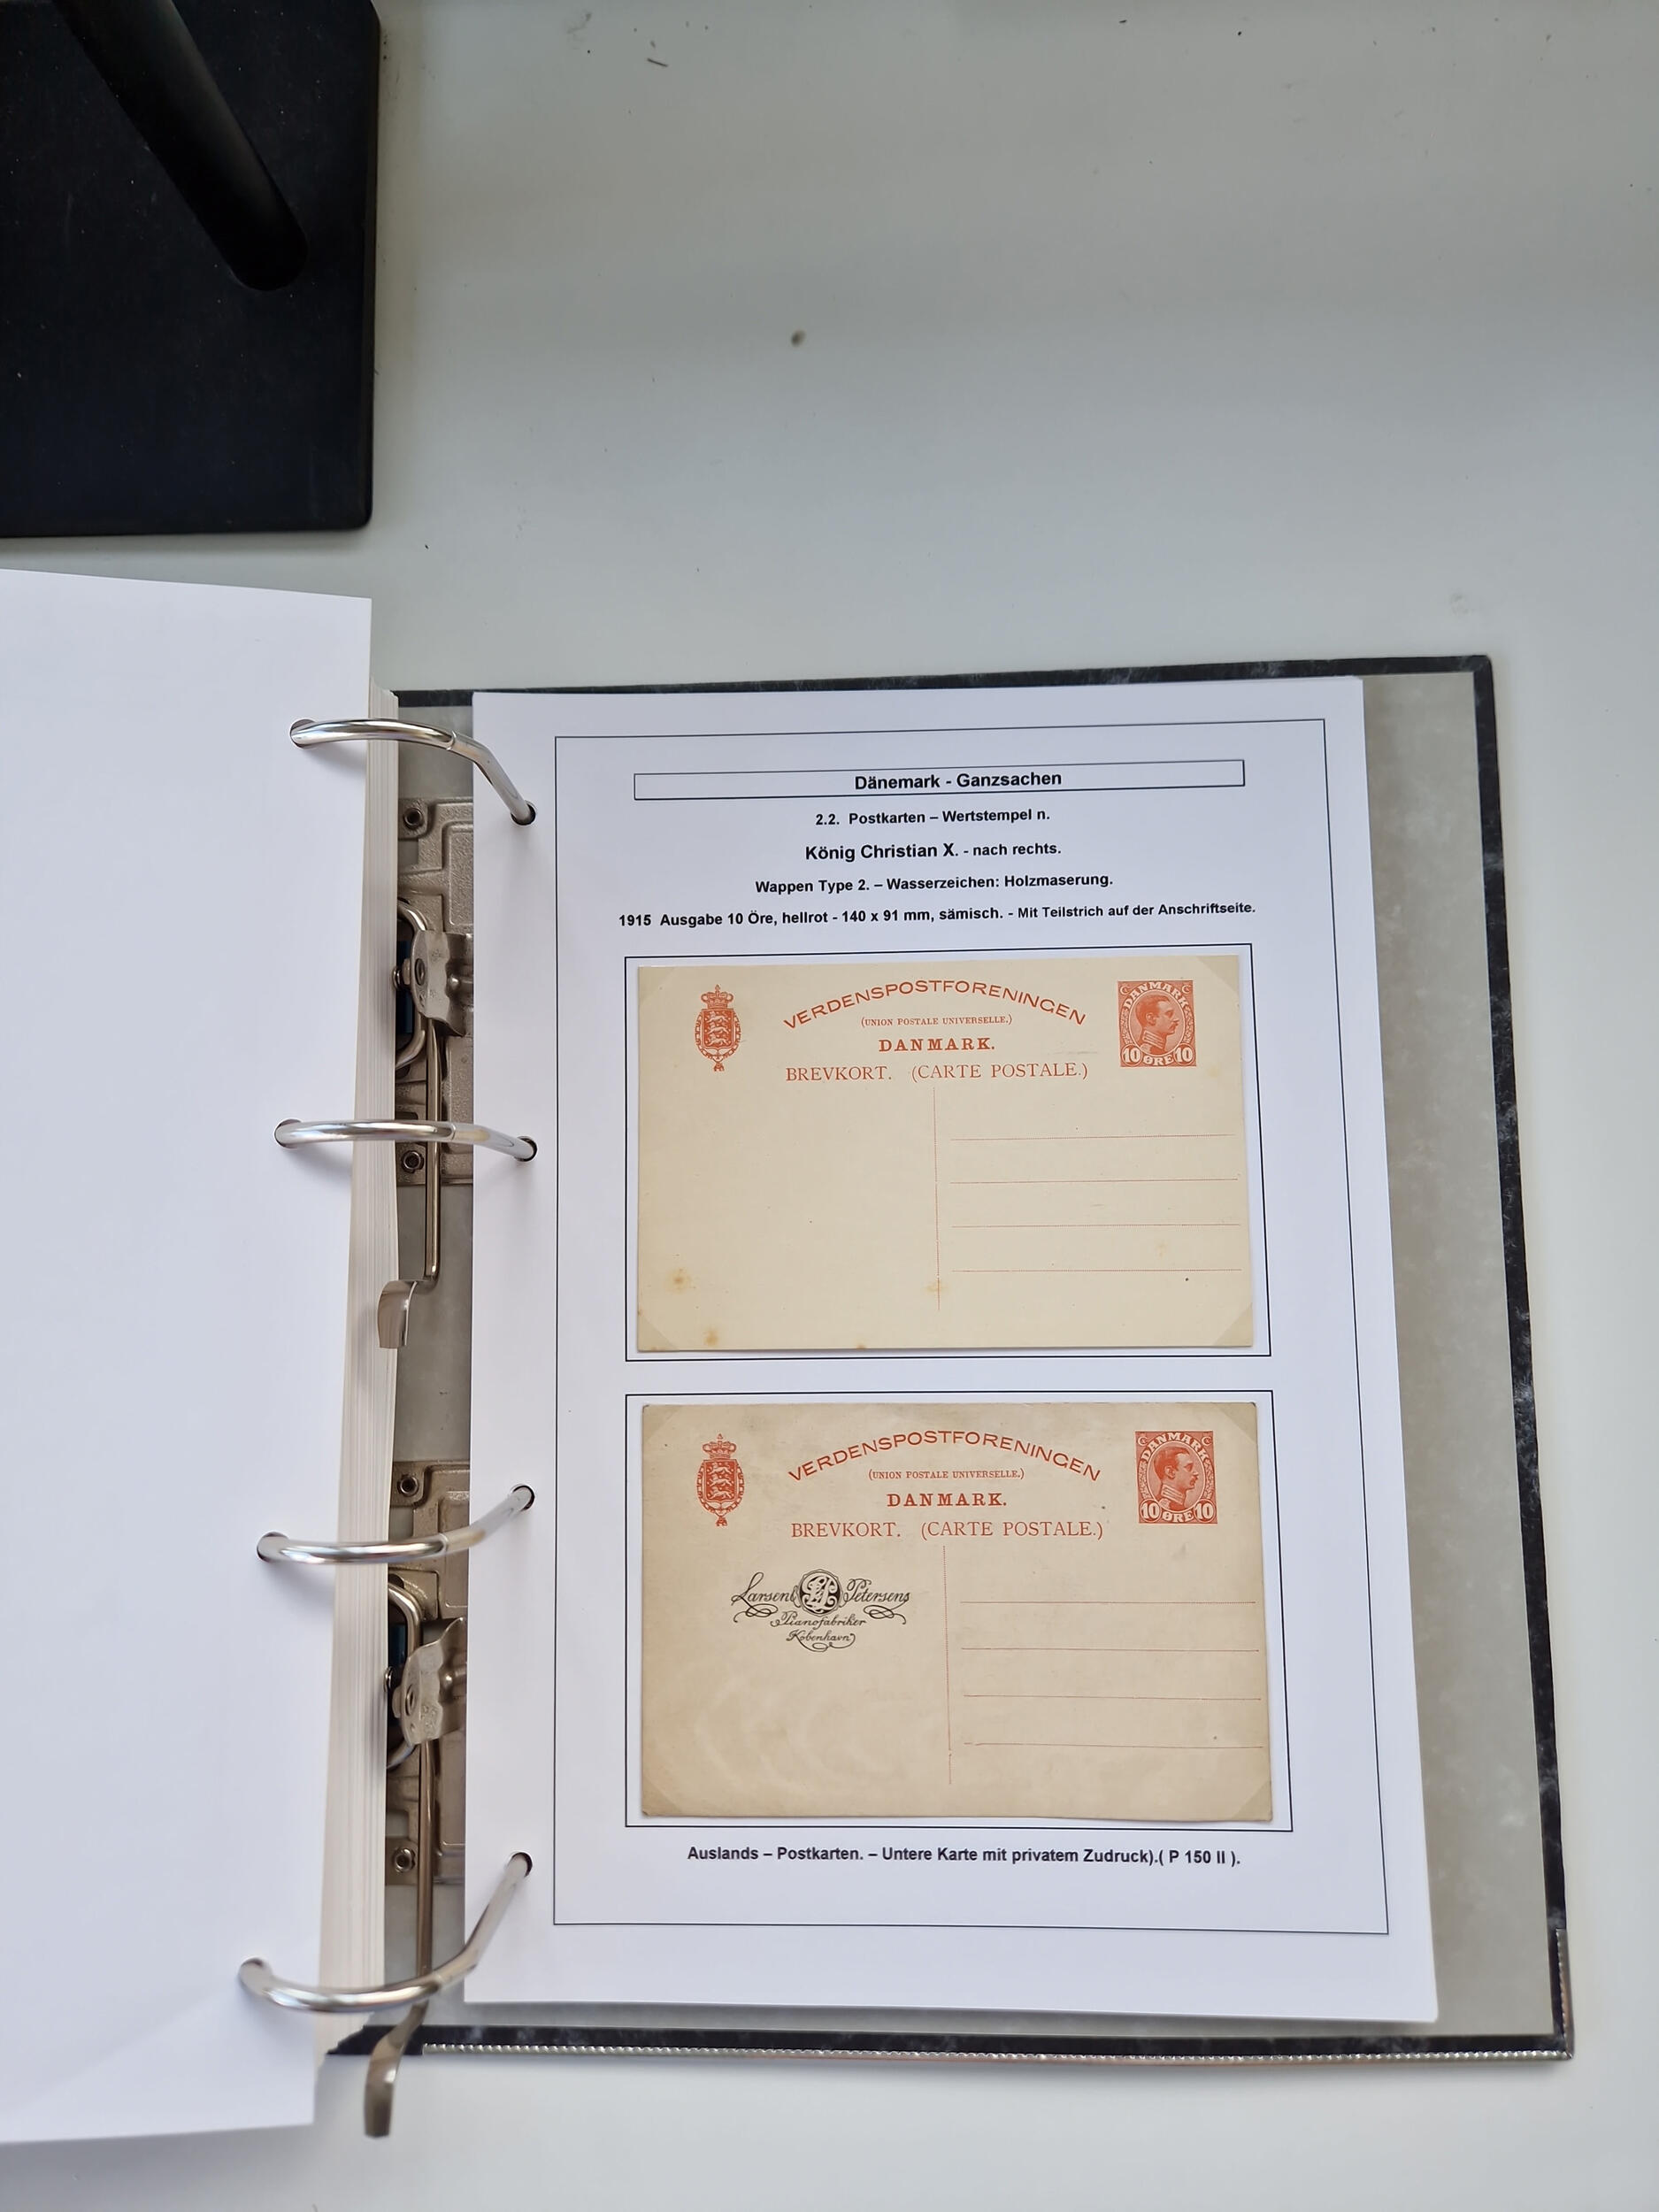 Dänemark - Ganzsachen
2.2. Postkarten – Wertstempel n.
König Christian X. - nach rechts.
Wappen Type 2. – Wasserzeichen: Holzmaserung.
1915 Ausgabe 10 Öre, hellrot - 140 x 91 mm, sämisch. - Mit Teilstrich auf der Anschriftseite.
VERDENSPOSTFORENINGEN
(UNION POSTALE UNIVERSELLE.)
DANMARK.
BREVKORT. (CARTE POSTALE.)
C DANMARK C
10 ØRE 10
VERDENSPOSTFORENINGEN
(UNION POSTALE UNIVERSELLE.)
DANMARK.
BREVKORT. (CARTE POSTALE.)
C DANMARK C
10 ØRE 10
Petersens
Pianofabriker
København
Auslands – Postkarten. – Untere Karte mit privatem Zudruck).( P 150 II ).